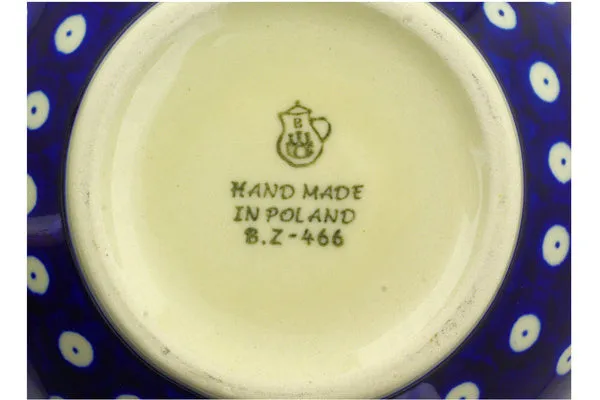 B
HAND MADE
IN POLAND
B.Z-466